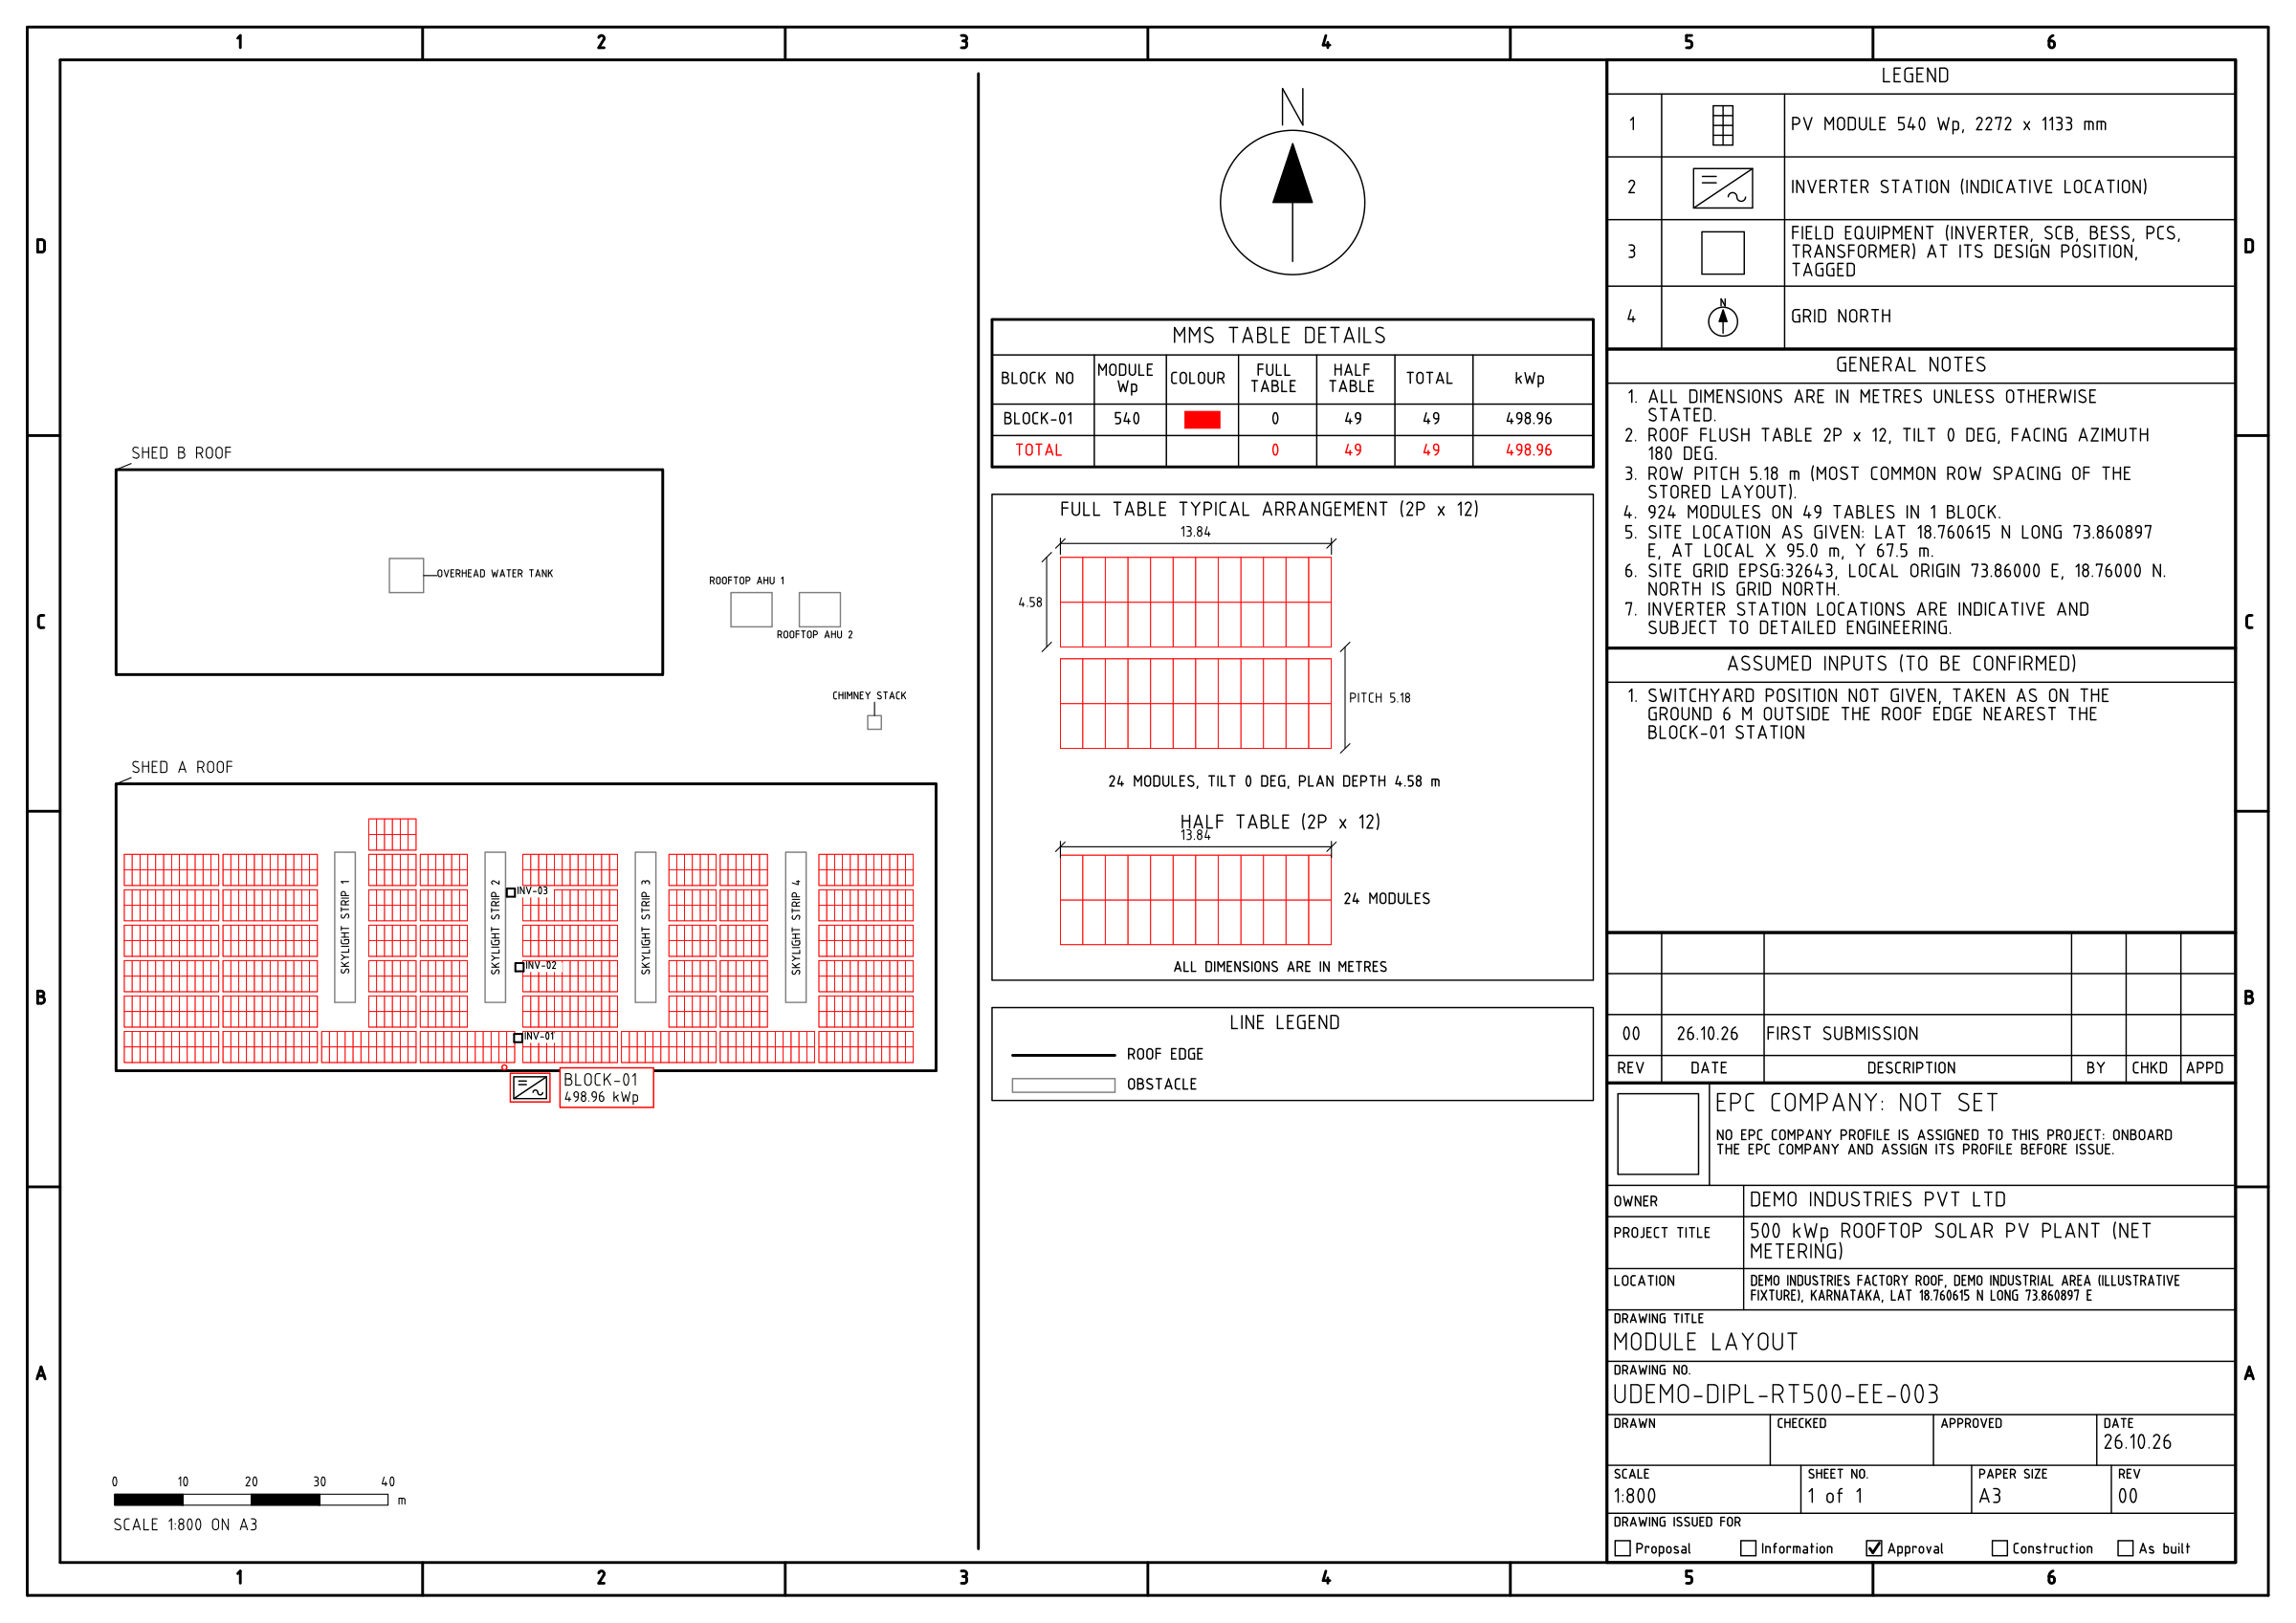 1 2 3 4 5 6
D
C
B
A
SHED B ROOF
OVERHEAD WATER TANK
ROOFTOP AHU 1
ROOFTOP AHU 2
CHIMNEY STACK
SHED A ROOF
SKYLIGHT STRIP 1
SKYLIGHT STRIP 2
SKYLIGHT STRIP 3
SKYLIGHT STRIP 4
INV-03
INV-02
INV-01
BLOCK-01
498.96 kWp
0 10 20 30 40
m
SCALE 1:800 ON A3
N
MMS TABLE DETAILS
BLOCK NO MODULE Wp COLOUR FULL TABLE HALF TABLE TOTAL kWp
BLOCK-01 540 0 49 49 498.96
TOTAL 0 49 49 498.96
FULL TABLE TYPICAL ARRANGEMENT (2P x 12)
13.84
4.58
PITCH 5.18
24 MODULES, TILT 0 DEG, PLAN DEPTH 4.58 m
HALF TABLE (2P x 12)
13.84
24 MODULES
ALL DIMENSIONS ARE IN METRES
LINE LEGEND
ROOF EDGE
OBSTACLE
LEGEND
1 PV MODULE 540 Wp, 2272 x 1133 mm
2 INVERTER STATION (INDICATIVE LOCATION)
3 FIELD EQUIPMENT (INVERTER, SCB, BESS, PCS,
TRANSFORMER) AT ITS DESIGN POSITION,
TAGGED
4 N GRID NORTH
GENERAL NOTES
1. ALL DIMENSIONS ARE IN METRES UNLESS OTHERWISE
STATED.
2. ROOF FLUSH TABLE 2P x 12, TILT 0 DEG, FACING AZIMUTH
180 DEG.
3. ROW PITCH 5.18 m (MOST COMMON ROW SPACING OF THE
STORED LAYOUT).
4. 924 MODULES ON 49 TABLES IN 1 BLOCK.
5. SITE LOCATION AS GIVEN: LAT 18.760615 N LONG 73.860897
E, AT LOCAL X 95.0 m, Y 67.5 m.
6. SITE GRID EPSG:32643, LOCAL ORIGIN 73.86000 E, 18.76000 N.
NORTH IS GRID NORTH.
7. INVERTER STATION LOCATIONS ARE INDICATIVE AND
SUBJECT TO DETAILED ENGINEERING.
ASSUMED INPUTS (TO BE CONFIRMED)
1. SWITCHYARD POSITION NOT GIVEN, TAKEN AS ON THE
GROUND 6 M OUTSIDE THE ROOF EDGE NEAREST THE
BLOCK-01 STATION
00 26.10.26 FIRST SUBMISSION
REV DATE DESCRIPTION BY CHKD APPD
EPC COMPANY: NOT SET
NO EPC COMPANY PROFILE IS ASSIGNED TO THIS PROJECT: ONBOARD
THE EPC COMPANY AND ASSIGN ITS PROFILE BEFORE ISSUE.
OWNER DEMO INDUSTRIES PVT LTD
PROJECT TITLE 500 kWp ROOFTOP SOLAR PV PLANT (NET
METERING)
LOCATION DEMO INDUSTRIES FACTORY ROOF, DEMO INDUSTRIAL AREA (ILLUSTRATIVE
FIXTURE), KARNATAKA, LAT 18.760615 N LONG 73.860897 E
DRAWING TITLE
MODULE LAYOUT
DRAWING NO.
UDEMO-DIPL-RT500-EE-003
DRAWN CHECKED APPROVED DATE
26.10.26
SCALE SHEET NO. PAPER SIZE REV
1:800 1 of 1 A3 00
DRAWING ISSUED FOR
Proposal Information Approval Construction As built
D
C
B
A
1 2 3 4 5 6